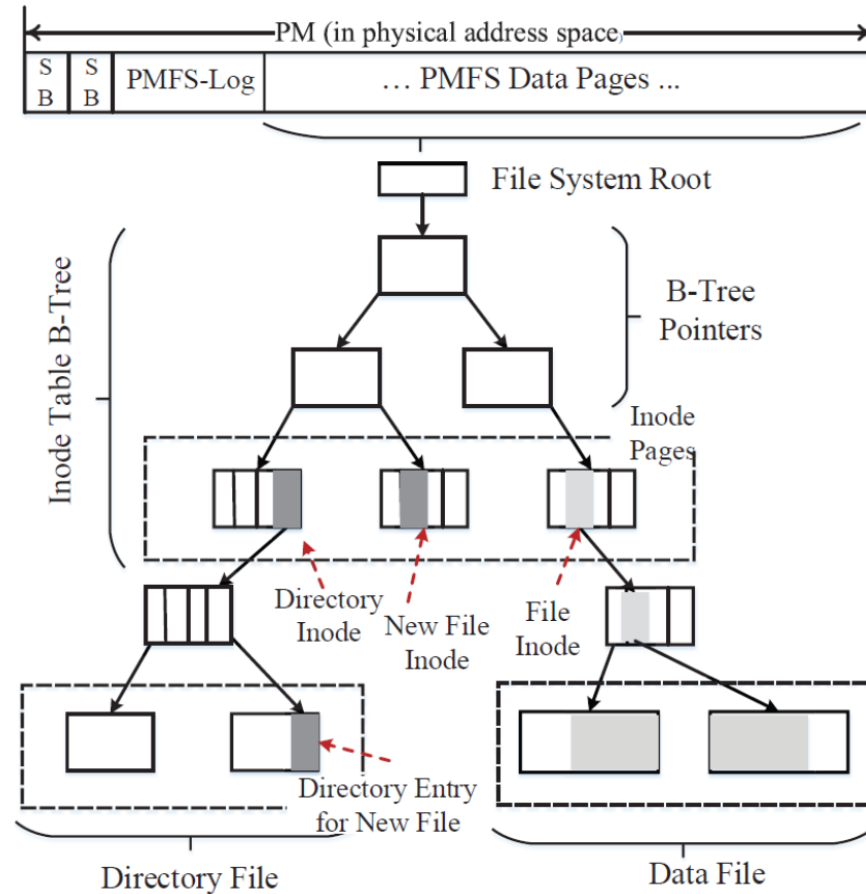 PM (in physical address space)
S
B
S
B
PMFS-Log
... PMFS Data Pages ...
File System Root
Inode Table B-Tree
B-Tree
Pointers
Inode
Pages
Directory
Inode
New File
Inode
File
Inode
Directory Entry
for New File
Directory File
Data File